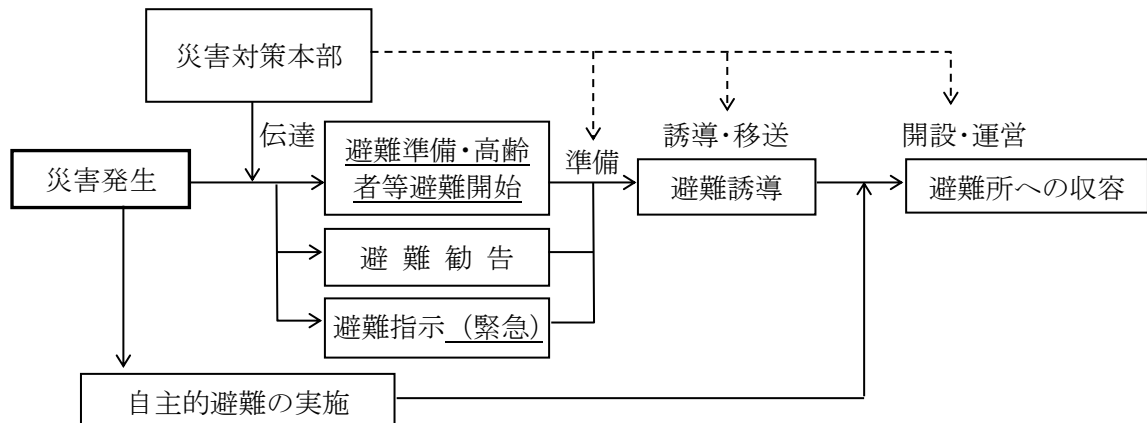 災害対策本部
伝達
避難準備・高齢
者等避難開始
準備
誘導・移送
開設・運営
災害発生
避難誘導
避難所への収容
避 難 勧 告
避難指示（緊急）
自主的避難の実施